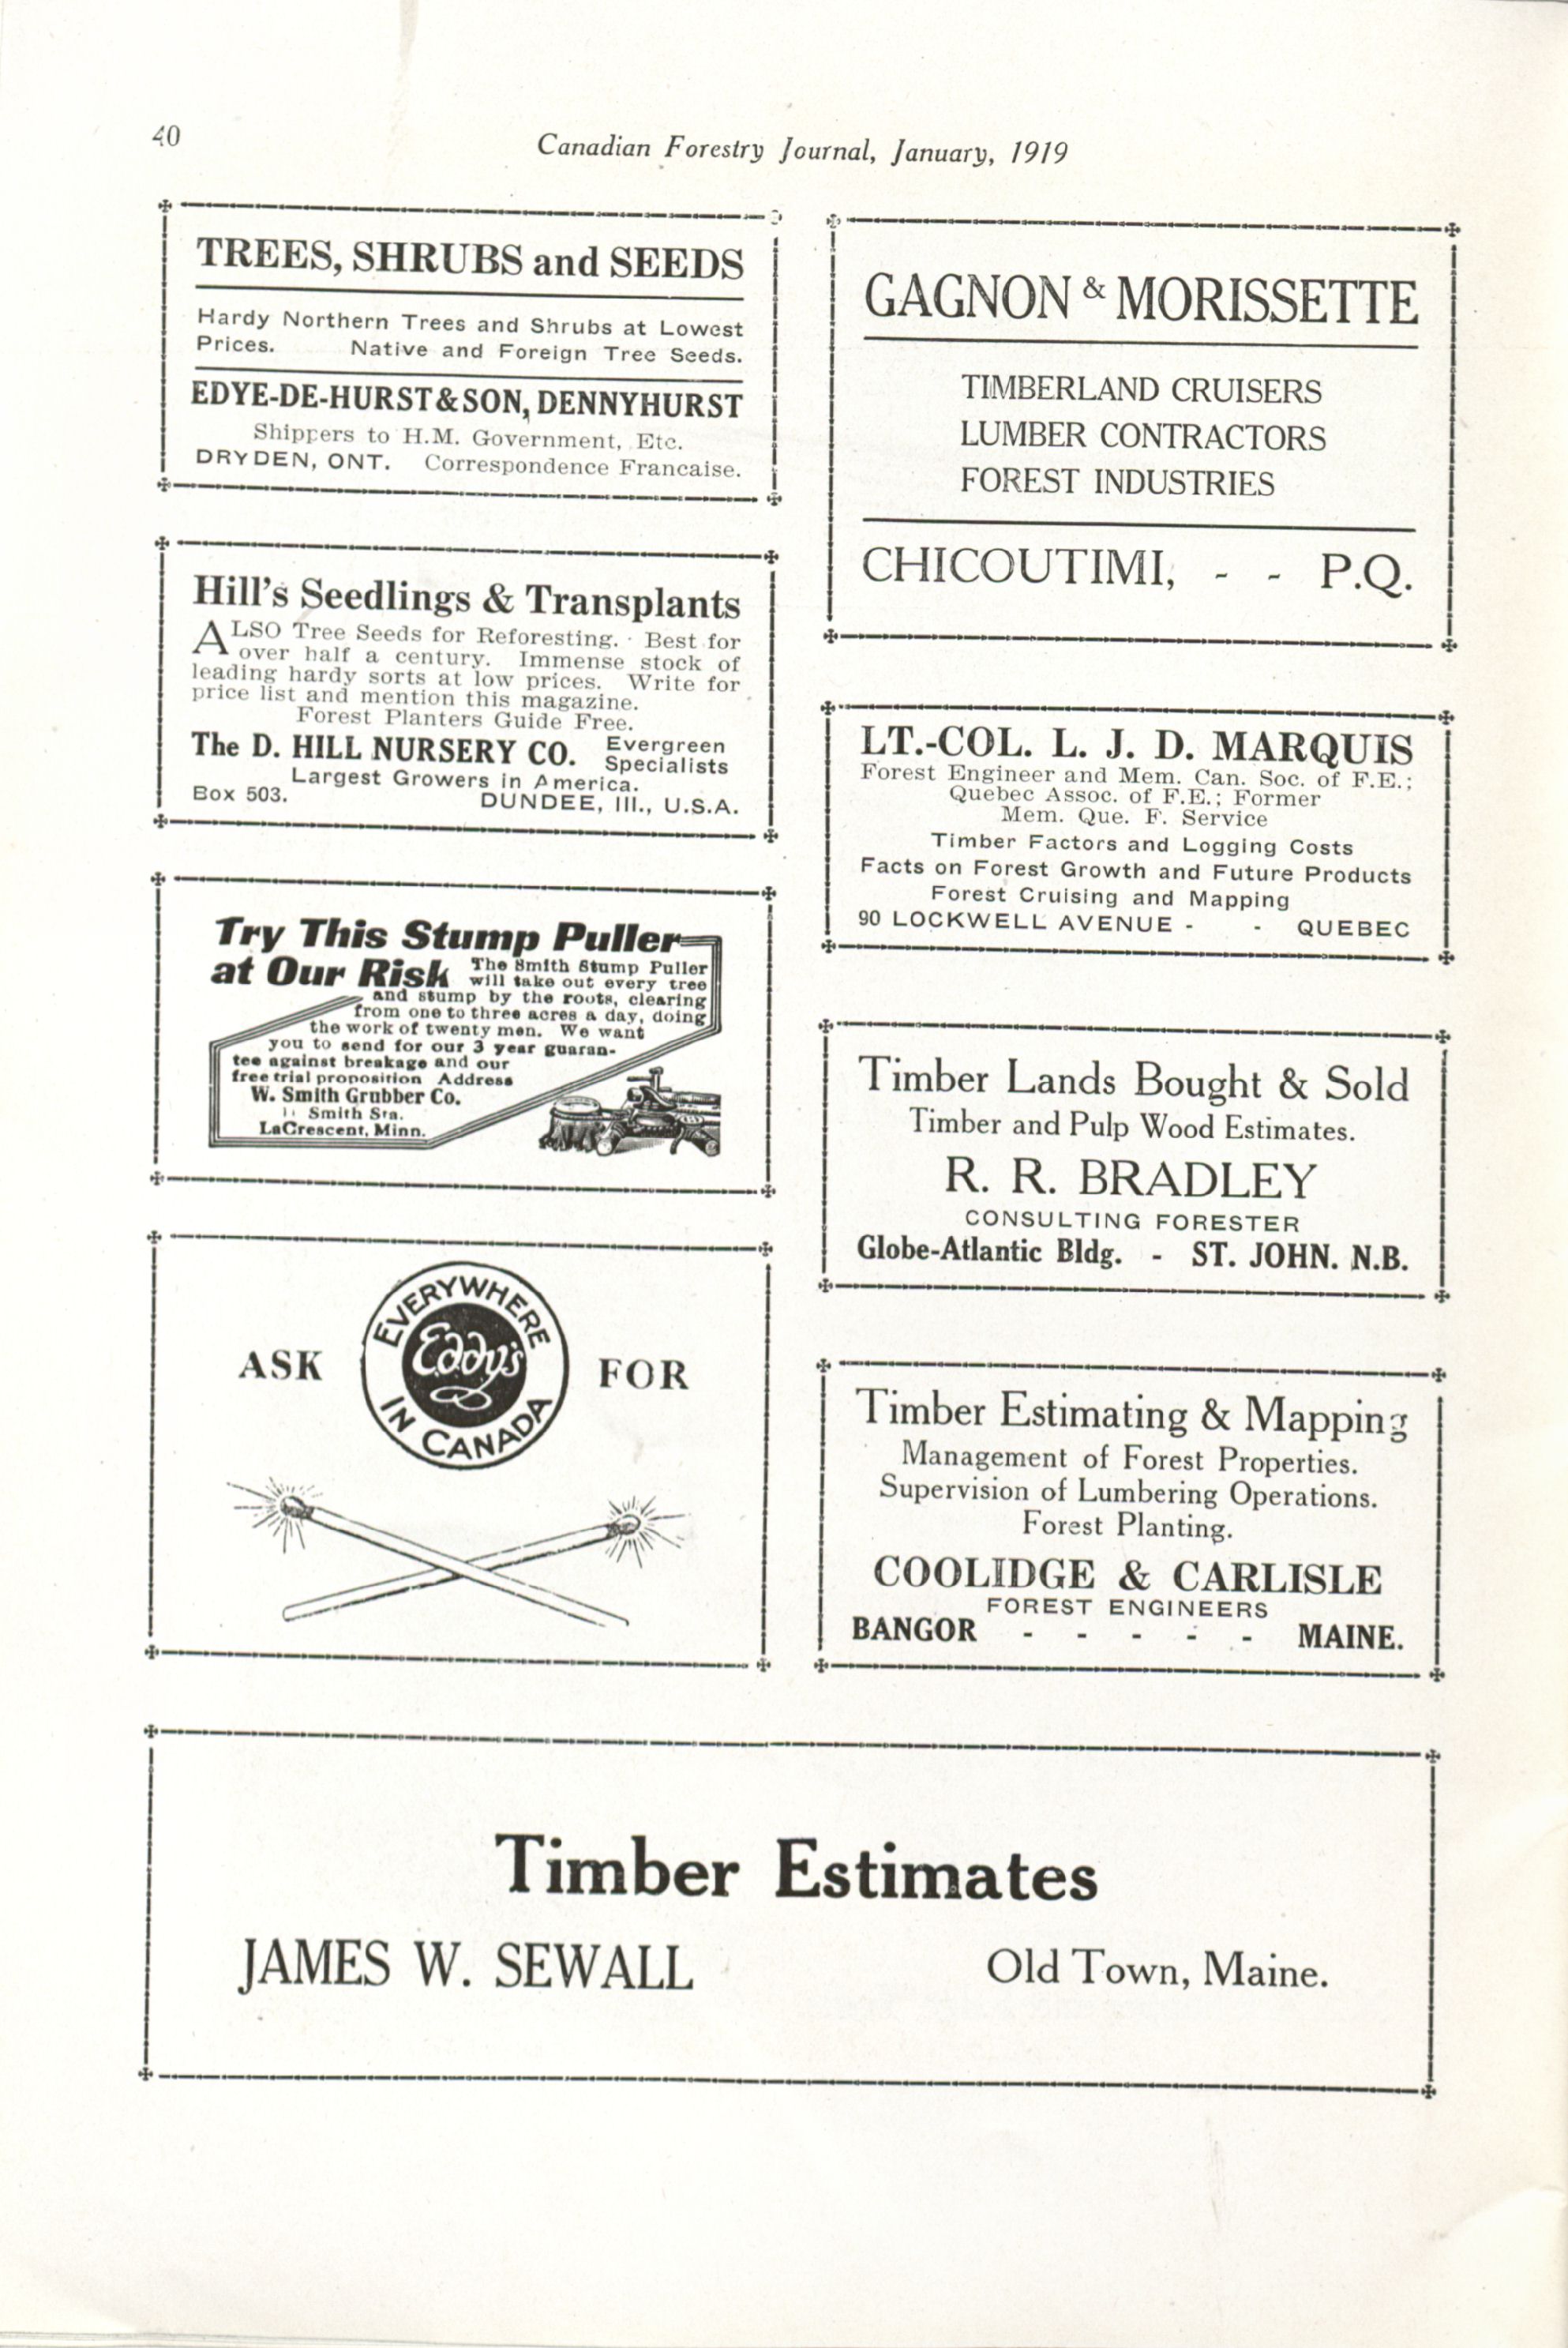 40
Canadian Forestry Journal, January, 1919
TREES, SHRUBS and SEEDS
Hardy Northern Trees and Shrubs at Lowest
Prices. Native and Foreign Tree Seeds.
EDYE-DE-HURST & SON, DENNYHURST
Shippers to H.M. Government, Etc.
DRYDEN, ONT. Correspondence Francaise.
Hill's Seedlings & Transplants
ALSO Tree Seeds for Reforesting. Best for
over half a century. Immense stock of
leading hardy sorts at low prices. Write for
price list and mention this magazine.
Forest Planters Guide Free.
The D. HILL NURSERY CO. Evergreen
Specialists
Largest Growers in America.
Box 503. DUNDEE, Ill., U.S.A.
Try This Stump Puller
at Our Risk The Smith Stump Puller
will take out every tree
and stump by the roots, clearing
from one to three acres a day, doing
the work of twenty men. We want
you to send for our 3 year guaran-
tee against breakage and our
free trial proposition Address
W. Smith Grubber Co.
Smith Sta.
LaCrescent, Minn.
ASK
EVERYWHERE
Eddy's
IN CANADA
FOR
GAGNON & MORISSETTE
TIMBERLAND CRUISERS
LUMBER CONTRACTORS
FOREST INDUSTRIES
CHICOUTIMI, - - P.Q.
LT.-COL. L. J. D. MARQUIS
Forest Engineer and Mem. Can. Soc. of F.E.;
Quebec Assoc. of F.E.; Former
Mem. Que. F. Service
Timber Factors and Logging Costs
Facts on Forest Growth and Future Products
Forest Cruising and Mapping
90 LOCKWELL AVENUE - - QUEBEC
Timber Lands Bought & Sold
Timber and Pulp Wood Estimates.
R. R. BRADLEY
CONSULTING FORESTER
Globe-Atlantic Bldg. - ST. JOHN. N.B.
Timber Estimating & Mapping
Management of Forest Properties.
Supervision of Lumbering Operations.
Forest Planting.
COOLIDGE & CARLISLE
FOREST ENGINEERS
BANGOR - - - - - MAINE.
Timber Estimates
JAMES W. SEWALL Old Town, Maine.